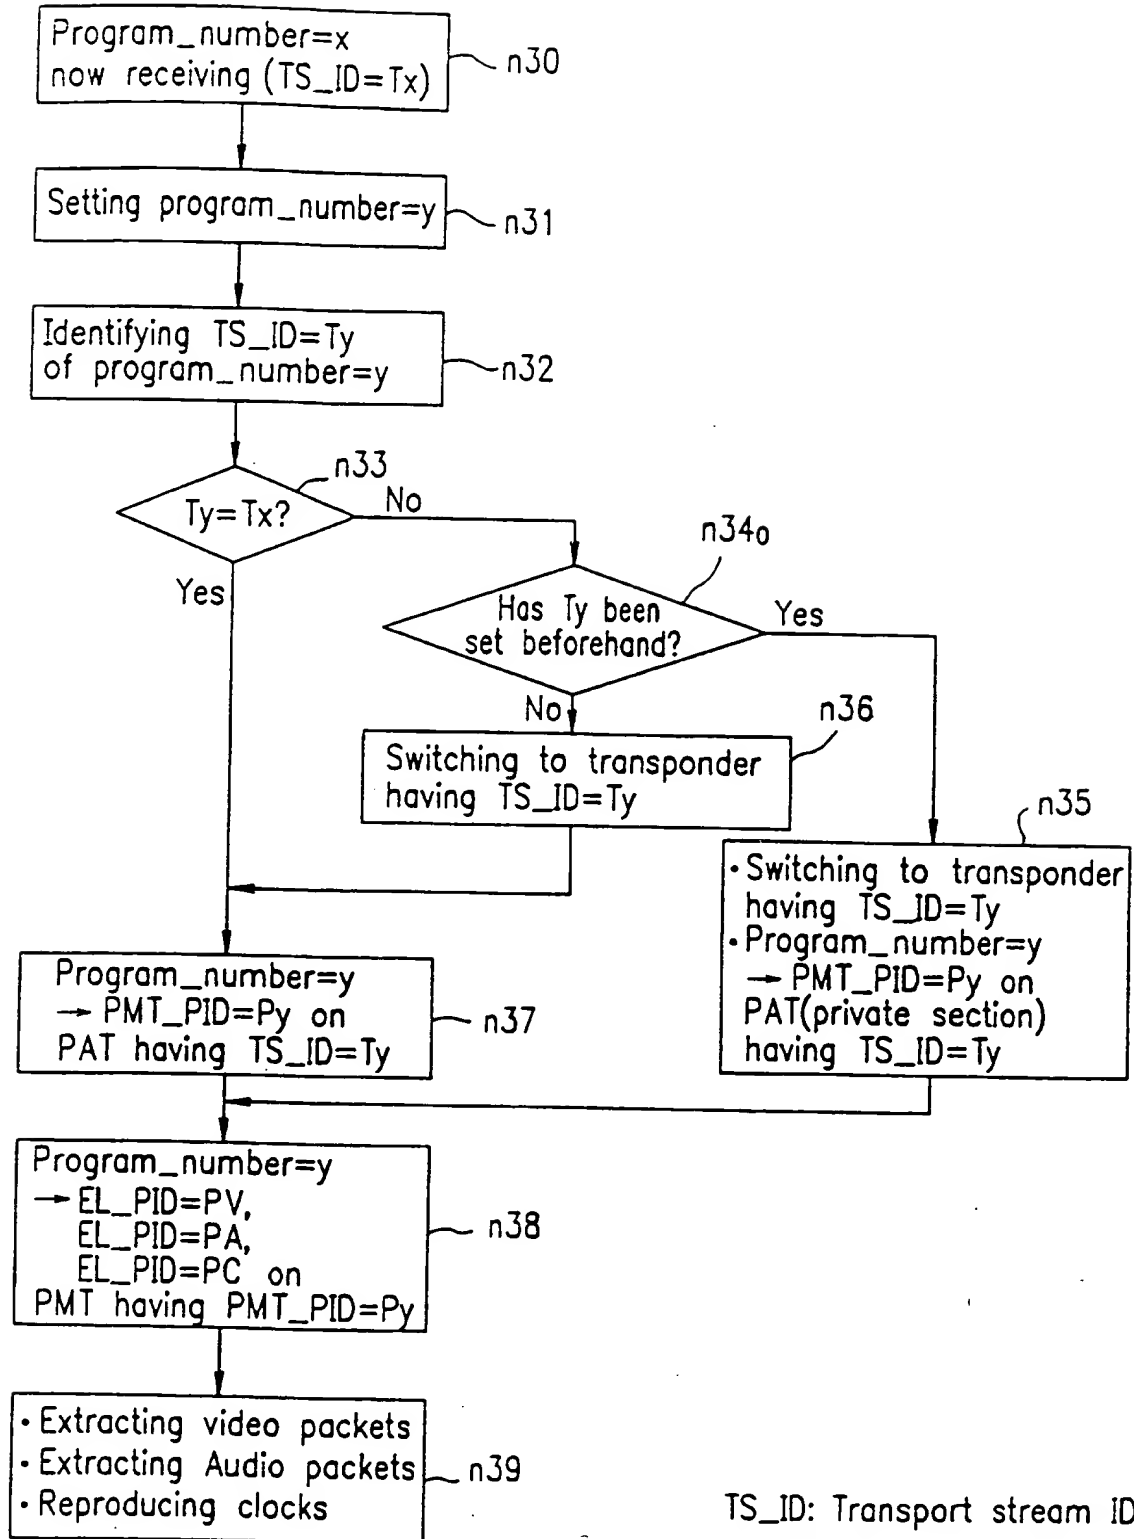 Program_number=x
now receiving (TS_ID=Tx)
n30
Setting program_number=y
n31
Identifying TS_ID=Ty
of program_number=y
n32
n33
Ty=Tx?
No
Yes
n34a
Has Ty been
set beforehand?
Yes
No
n36
Switching to transponder
having TS_ID=Ty
n35
・Switching to transponder
having TS_ID=Ty
・Program_number=y
→ PMT_PID=Py on
PAT(private section)
having TS_ID=Ty
Program_number=y
→ PMT_PID=Py on
PAT having TS_ID=Ty
n37
Program_number=y
→ EL_PID=PV,
EL_PID=PA,
EL_PID=PC on
PMT having PMT_PID=Py
n38
・Extracting video packets
・Extracting Audio packets
・Reproducing clocks
n39
TS_ID: Transport stream ID